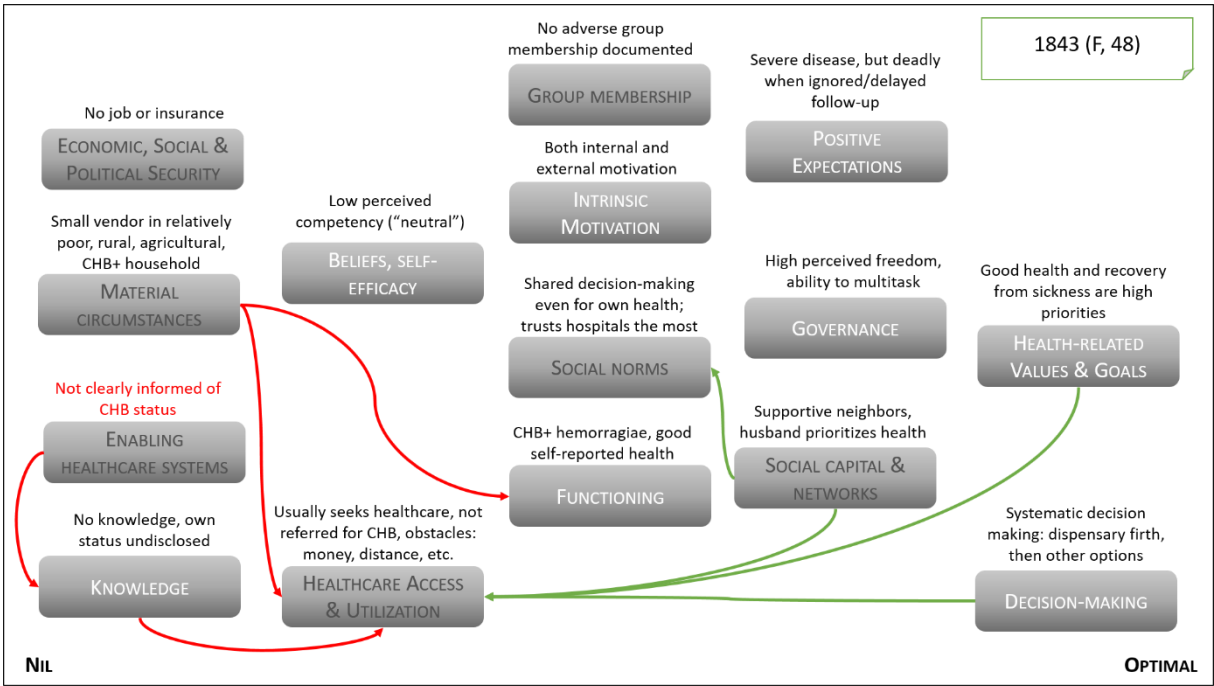 1843 (F, 48)
No adverse group
membership documented
GROUP MEMBERSHIP
Severe disease, but deadly
when ignored/delayed
follow-up
POSITIVE
EXPECTATIONS
No job or insurance
ECONOMIC, SOCIAL &
POLITICAL SECURITY
Both internal and
external motivation
INTRINSIC
MOTIVATION
Small vendor in relatively
poor, rural, agricultural,
CHB+ household
MATERIAL
CIRCUMSTANCES
Low perceived
competency (“neutral”)
BELIEFS, SELF-
EFFICACY
Shared decision-making
even for own health;
trusts hospitals the most
SOCIAL NORMS
High perceived freedom,
ability to multitask
GOVERNANCE
Good health and recovery
from sickness are high
priorities
HEALTH-RELATED
VALUES & GOALS
Not clearly informed of
CHB status
ENABLING
HEALTHCARE SYSTEMS
CHB+ hemorragiae, good
self-reported health
FUNCTIONING
Supportive neighbors,
husband prioritizes health
SOCIAL CAPITAL &
NETWORKS
No knowledge, own
status undisclosed
KNOWLEDGE
Usually seeks healthcare, not
referred for CHB, obstacles:
money, distance, etc.
HEALTHCARE ACCESS
& UTILIZATION
Systematic decision
making: dispensary firth,
then other options
DECISION-MAKING
NIL
OPTIMAL